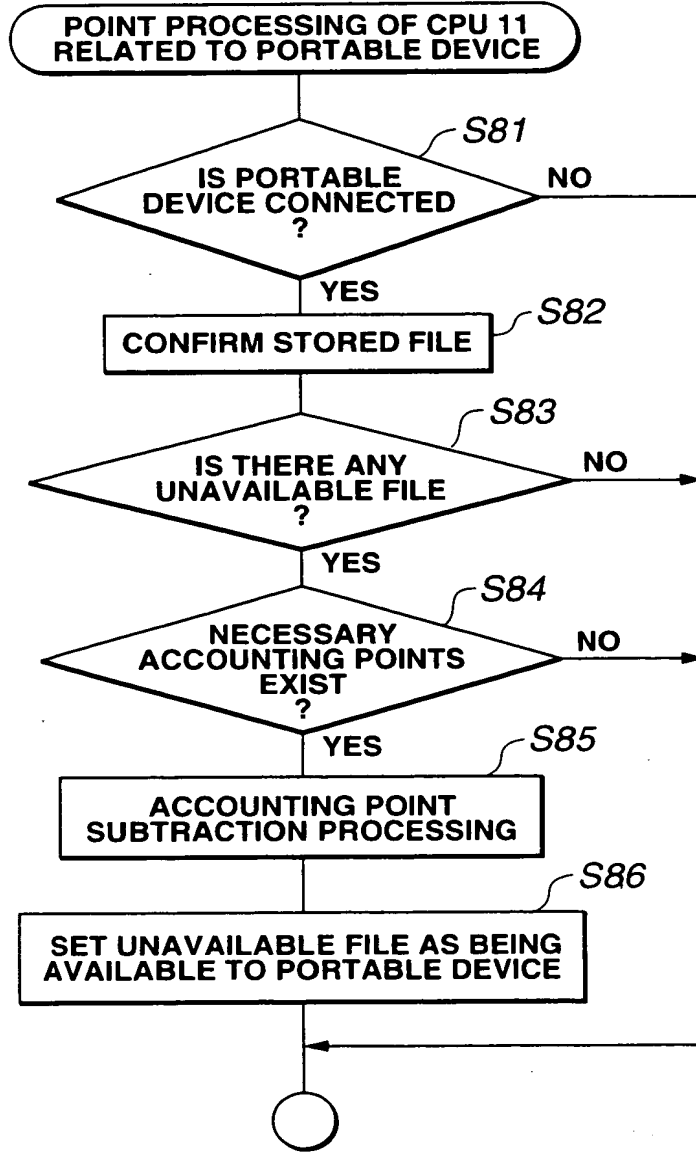 POINT PROCESSING OF CPU 11
RELATED TO PORTABLE DEVICE
S81
IS PORTABLE
DEVICE CONNECTED
?
NO
YES
S82
CONFIRM STORED FILE
S83
IS THERE ANY
UNAVAILABLE FILE
?
NO
YES
S84
NECESSARY
ACCOUNTING POINTS
EXIST
?
NO
YES
S85
ACCOUNTING POINT
SUBTRACTION PROCESSING
S86
SET UNAVAILABLE FILE AS BEING
AVAILABLE TO PORTABLE DEVICE